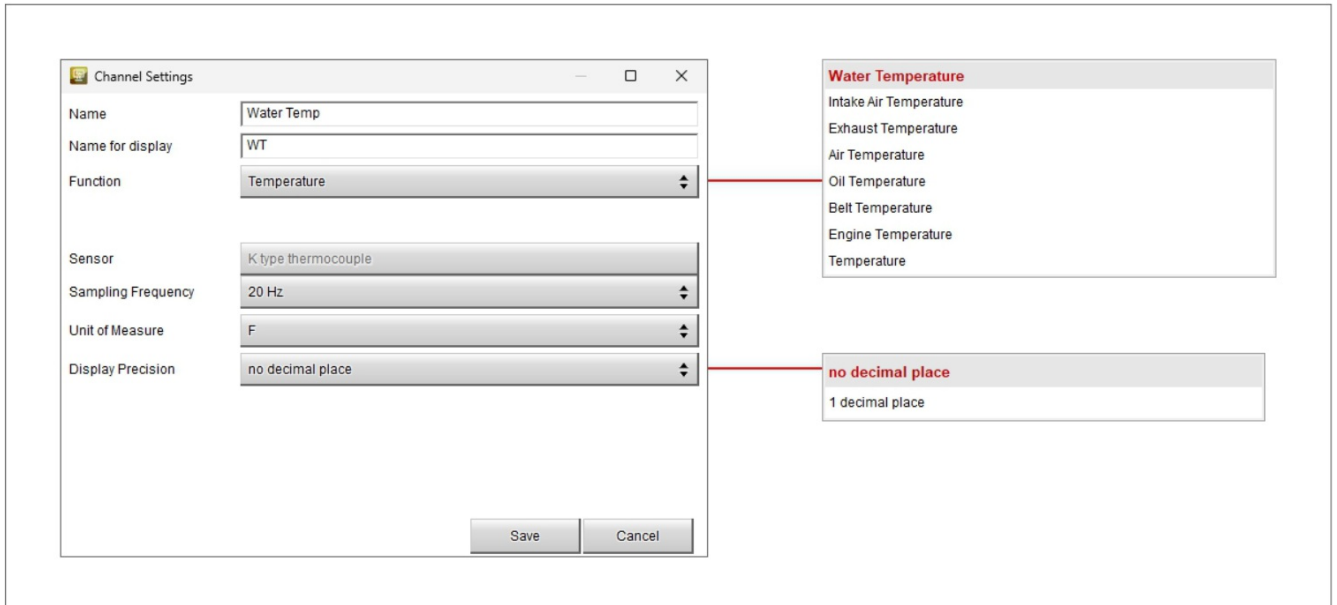 Channel Settings
Name
Water Temp
Name for display
WT
Function
Temperature
Sensor
K type thermocouple
Sampling Frequency
20 Hz
Unit of Measure
F
Display Precision
no decimal place
Save
Cancel
Water Temperature
Intake Air Temperature
Exhaust Temperature
Air Temperature
Oil Temperature
Belt Temperature
Engine Temperature
Temperature
no decimal place
1 decimal place